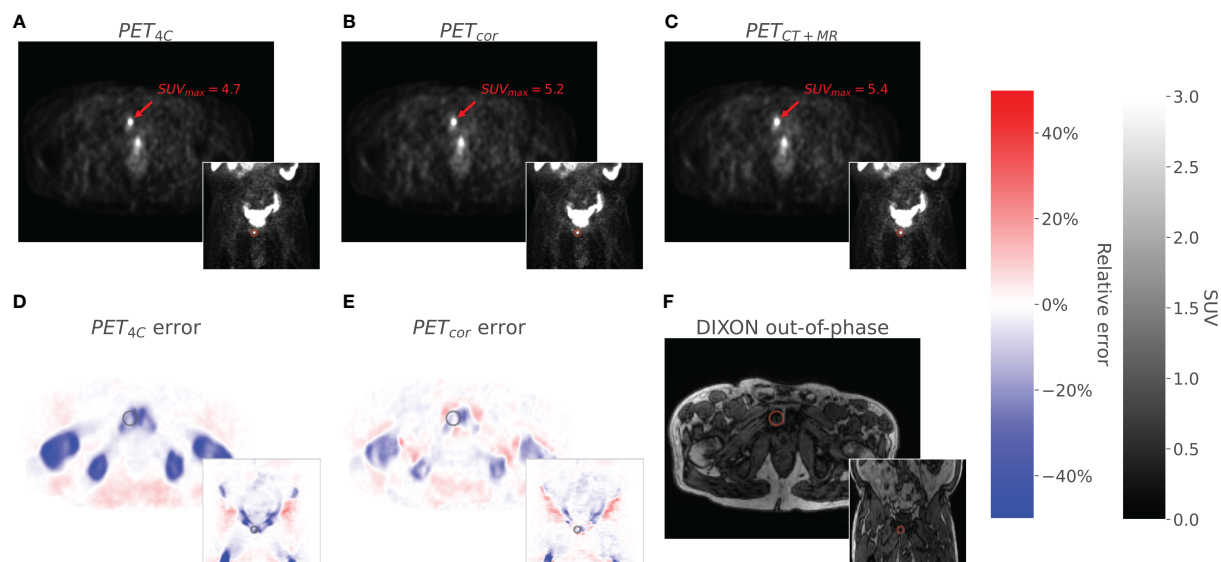 A
PET4C
SUVmax = 4.7
B
PETcor
SUVmax = 5.2
C
PETCT+MR
SUVmax = 5.4
D
PET4C error
E
PETcor error
F
DIXON out-of-phase
40%
20%
0%
−20%
−40%
Relative error
3.0
2.5
2.0
1.5
1.0
0.5
0.0
SUV